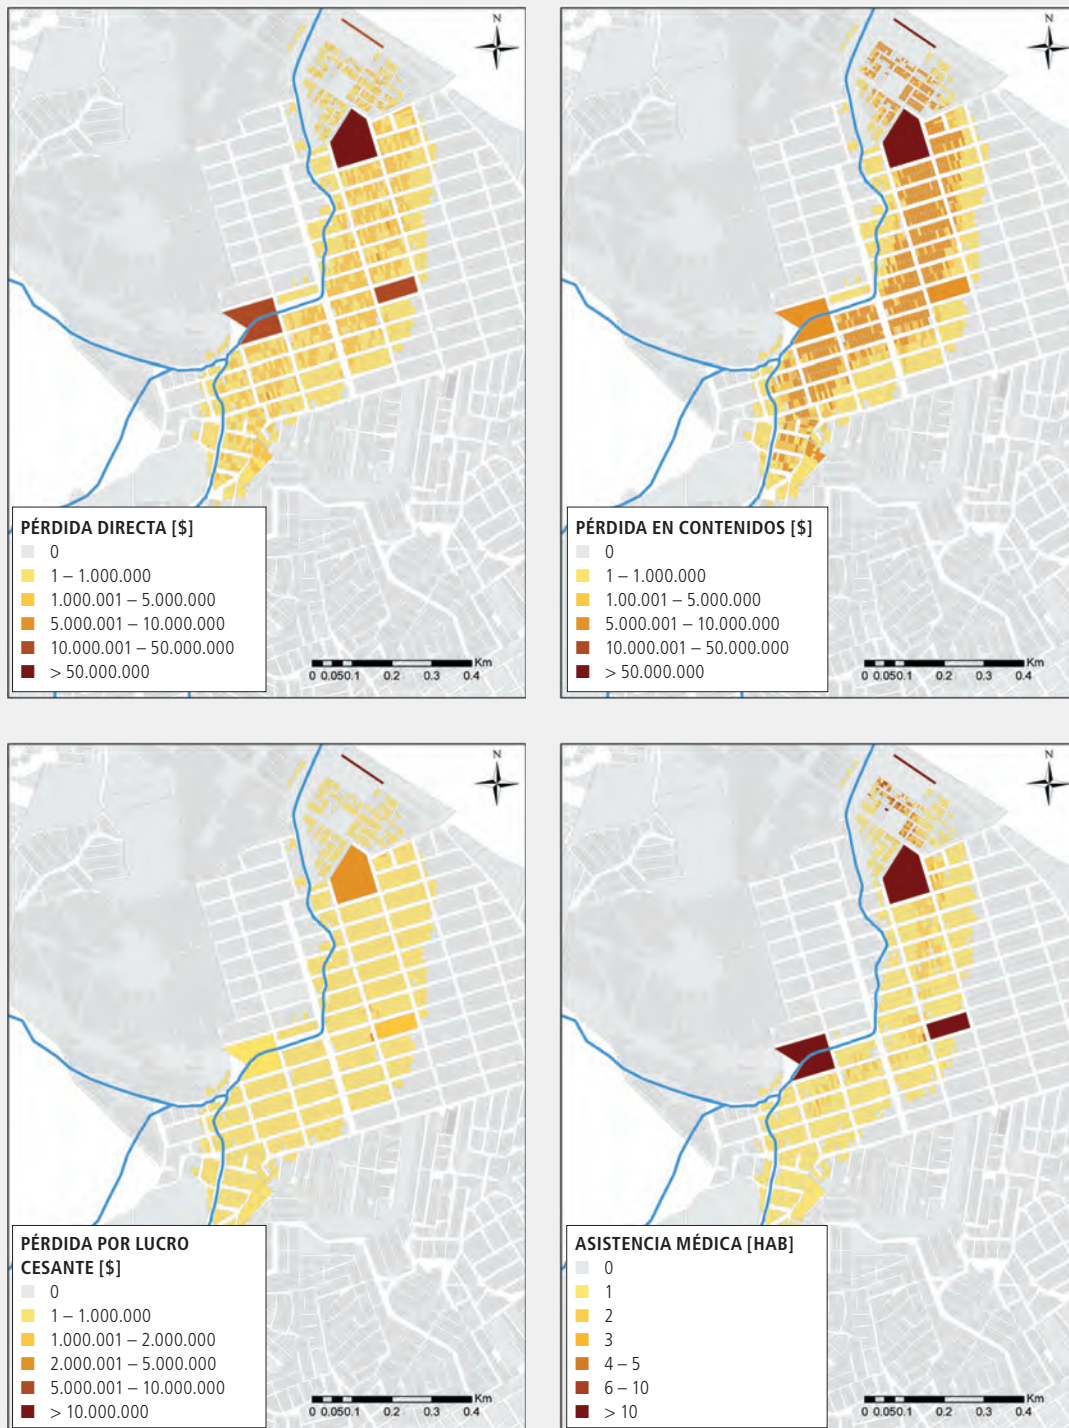 N
PÉRDIDA DIRECTA [$]
0
1 – 1.000.000
1.000.001 – 5.000.000
5.000.001 – 10.000.000
10.000.001 – 50.000.000
> 50.000.000
Km
0 0.050.1 0.2 0.3 0.4
N
PÉRDIDA EN CONTENIDOS [$]
0
1 – 1.000.000
1.00.001 – 5.000.000
5.000.001 – 10.000.000
10.000.001 – 50.000.000
> 50.000.000
Km
0 0.050.1 0.2 0.3 0.4
N
PÉRDIDA POR LUCRO
CESANTE [$]
0
1 – 1.000.000
1.000.001 – 2.000.000
2.000.001 – 5.000.000
5.000.001 – 10.000.000
> 10.000.000
Km
0 0.050.1 0.2 0.3 0.4
N
ASISTENCIA MÉDICA [HAB]
0
1
2
3
4 – 5
6 – 10
> 10
Km
0 0.050.1 0.2 0.3 0.4